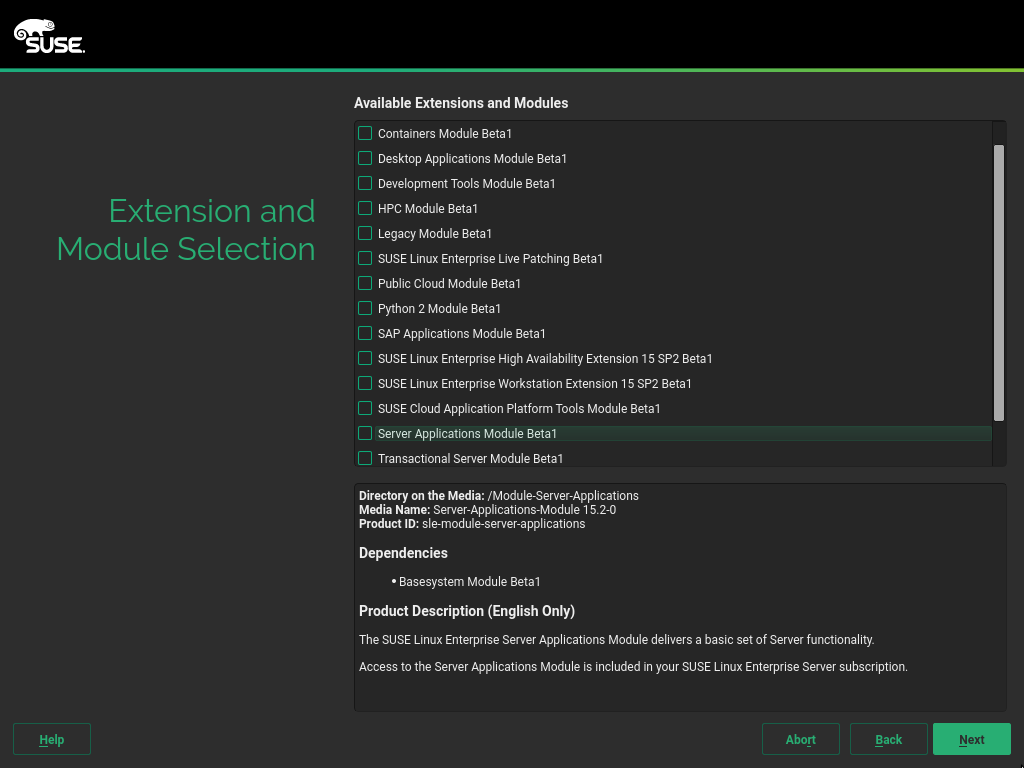 SUSE.
Extension and
Module Selection
Available Extensions and Modules
Containers Module Beta1
Desktop Applications Module Beta1
Development Tools Module Beta1
HPC Module Beta1
Legacy Module Beta1
SUSE Linux Enterprise Live Patching Beta1
Public Cloud Module Beta1
Python 2 Module Beta1
SAP Applications Module Beta1
SUSE Linux Enterprise High Availability Extension 15 SP2 Beta1
SUSE Linux Enterprise Workstation Extension 15 SP2 Beta1
SUSE Cloud Application Platform Tools Module Beta1
Server Applications Module Beta1
Transactional Server Module Beta1
Directory on the Media: /Module-Server-Applications
Media Name: Server-Applications-Module 15.2-0
Product ID: sle-module-server-applications
Dependencies
• Basesystem Module Beta1
Product Description (English Only)
The SUSE Linux Enterprise Server Applications Module delivers a basic set of Server functionality.
Access to the Server Applications Module is included in your SUSE Linux Enterprise Server subscription.
Help Abort Back Next